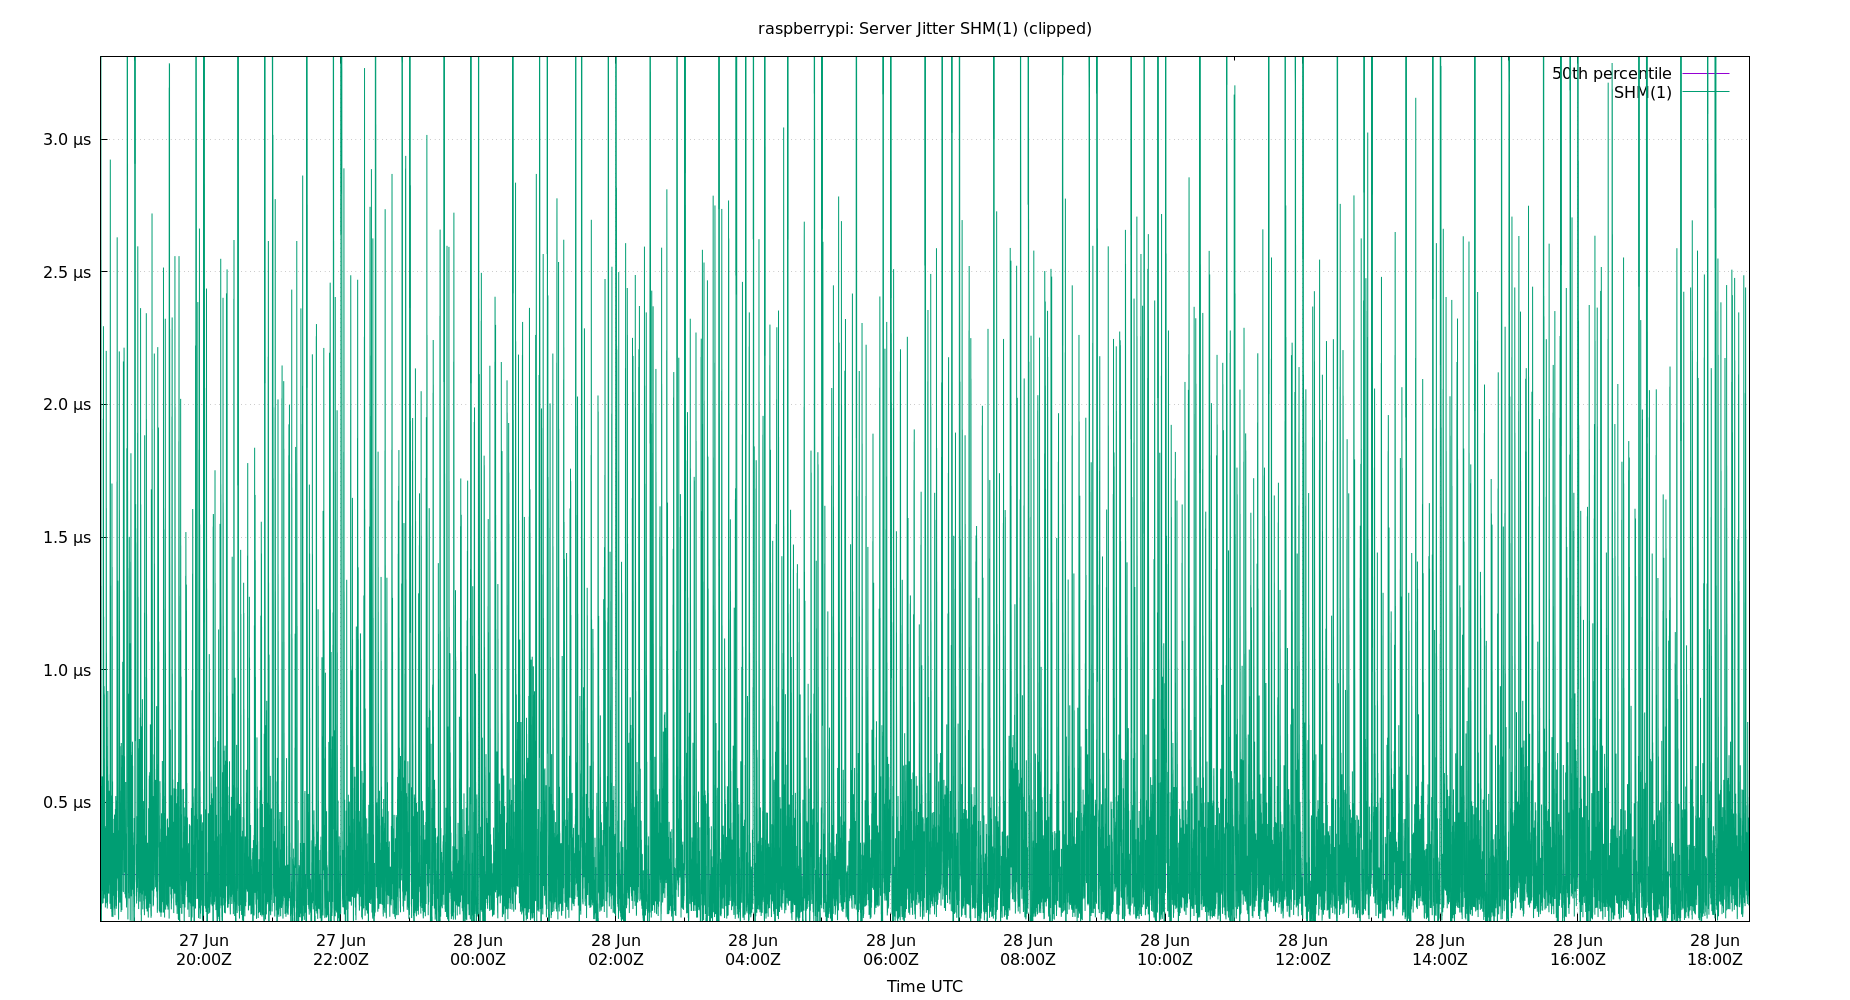 raspberrypi: Server Jitter SHM(1) (clipped)
50th percentile
SHM(1)
3.0 µs
2.5 µs
2.0 µs
1.5 µs
1.0 µs
0.5 µs
27 Jun 27 Jun 28 Jun 28 Jun 28 Jun 28 Jun 28 Jun 28 Jun 28 Jun 28 Jun 28 Jun 28 Jun
20:00Z 22:00Z 00:00Z 02:00Z 04:00Z 06:00Z 08:00Z 10:00Z 12:00Z 14:00Z 16:00Z 18:00Z
Time UTC